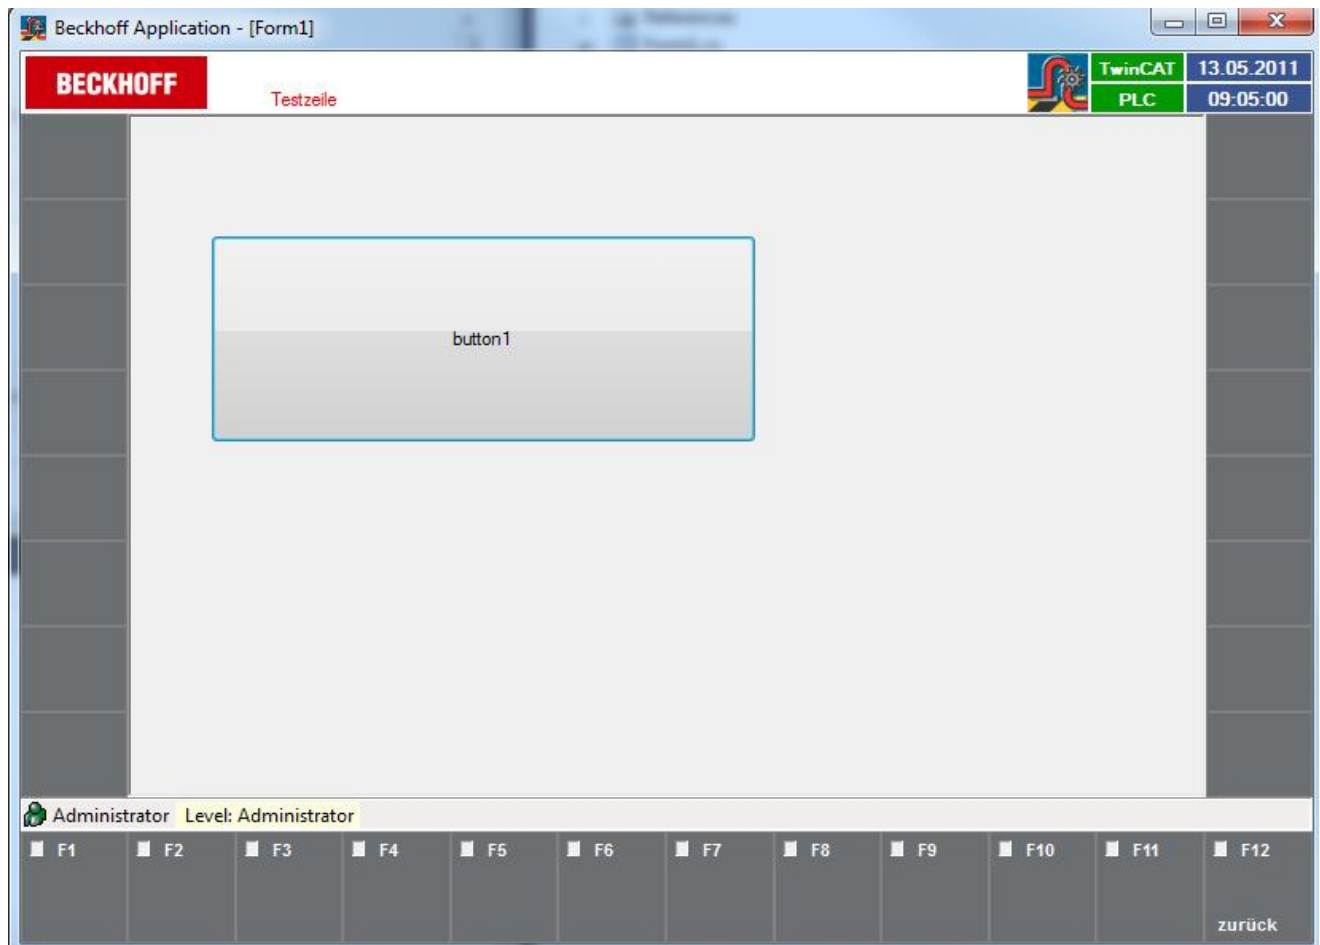 Beckhoff Application - [Form1]
BECKHOFF
Testzeile
TwinCAT
13.05.2011
PLC
09:05:00
button1
Administrator Level: Administrator
F1 F2 F3 F4 F5 F6 F7 F8 F9 F10 F11 F12
zurück